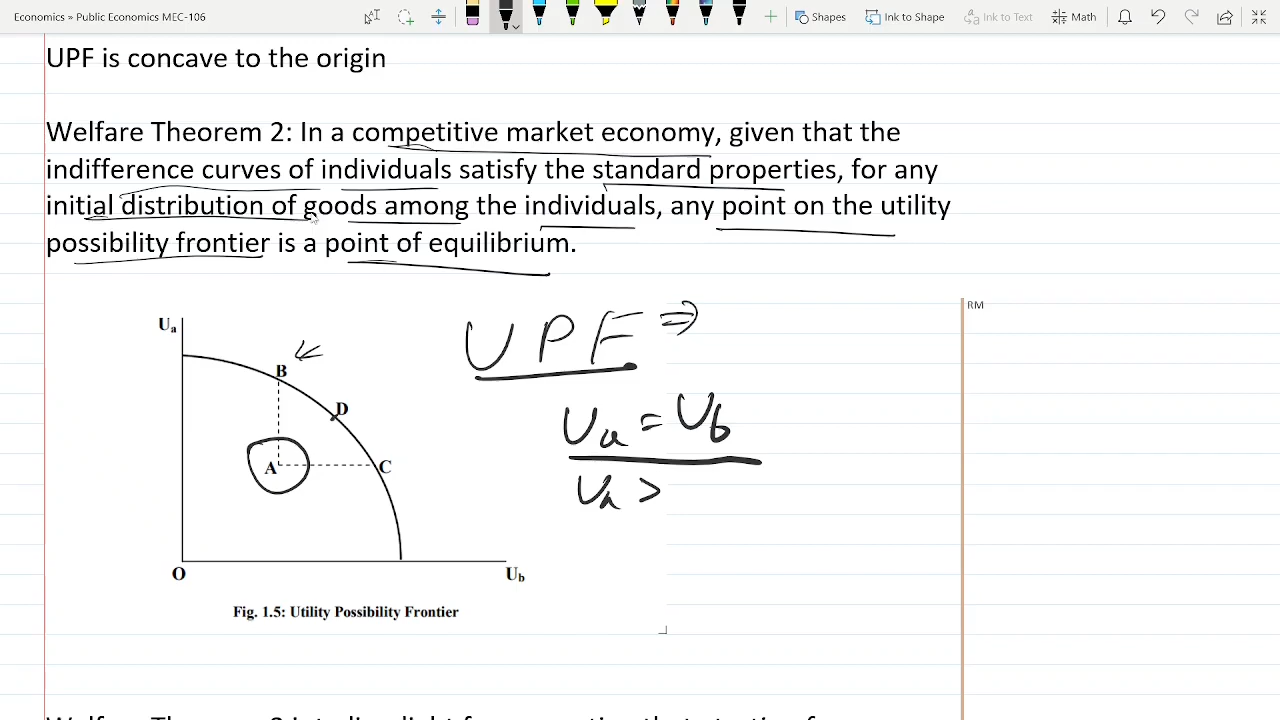 Economics » Public Economics MEC-106
Shapes
Ink to Shape
Ink to Text
Math
UPF is concave to the origin
Welfare Theorem 2: In a competitive market economy, given that the
indifference curves of individuals satisfy the standard properties, for any
initial distribution of goods among the individuals, any point on the utility
possibility frontier is a point of equilibrium.
RM
Ua
UPF ⇒
B
D
Ua = Ub
A
C
Ua >
O
Ub
Fig. 1.5: Utility Possibility Frontier